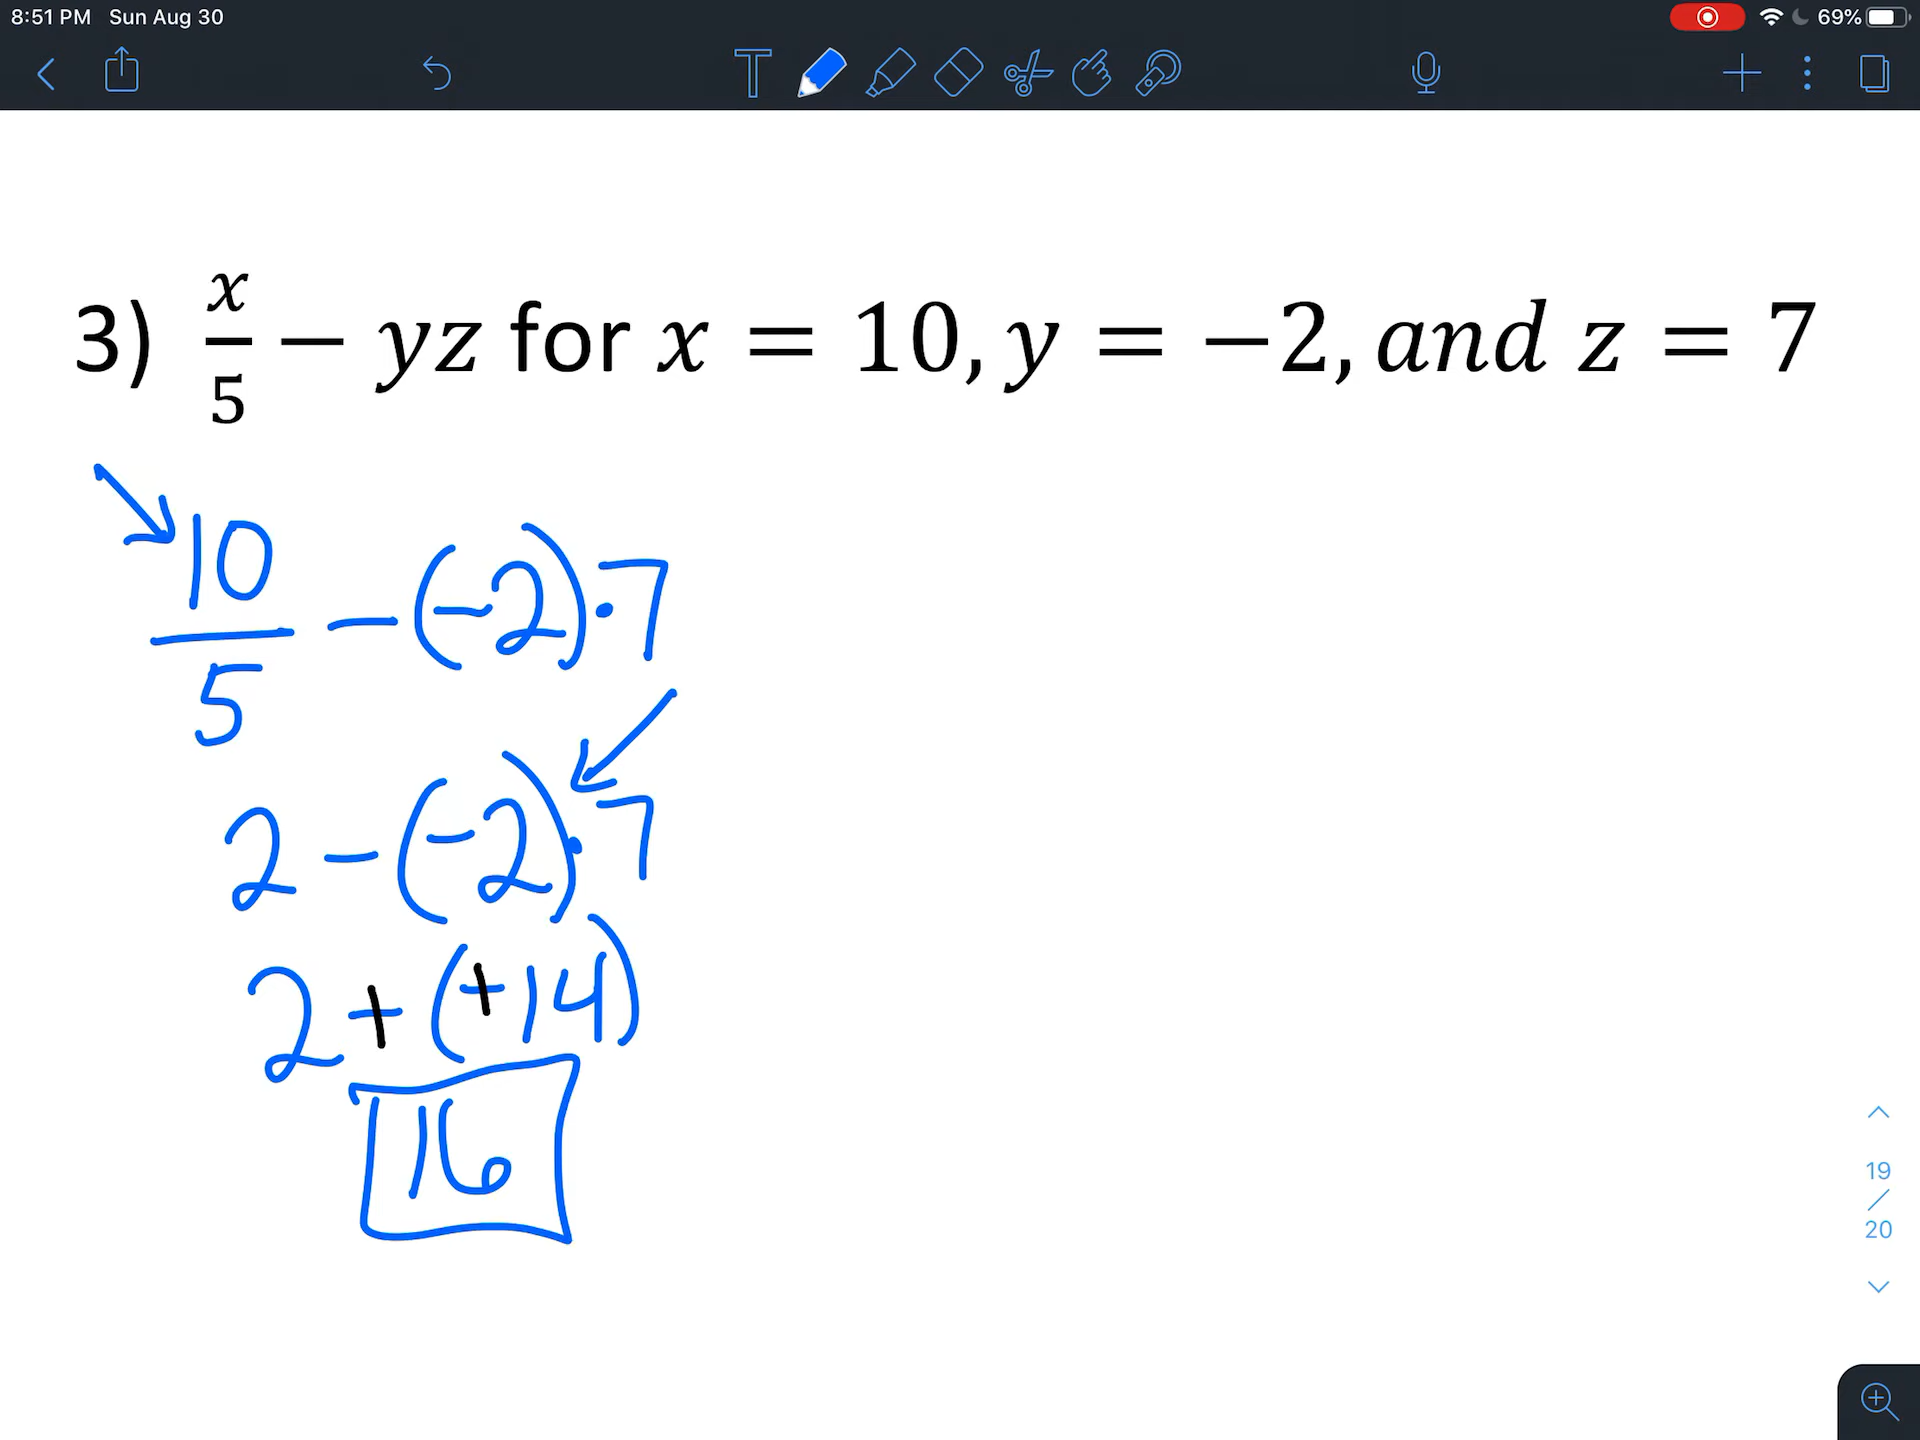 8:51 PM Sun Aug 30
69%
T
3) x/5 − yz for x = 10, y = −2, and z = 7
10/5 − (−2)·7
2 − (−2)·7
2 + (+14)
16
19
/
20